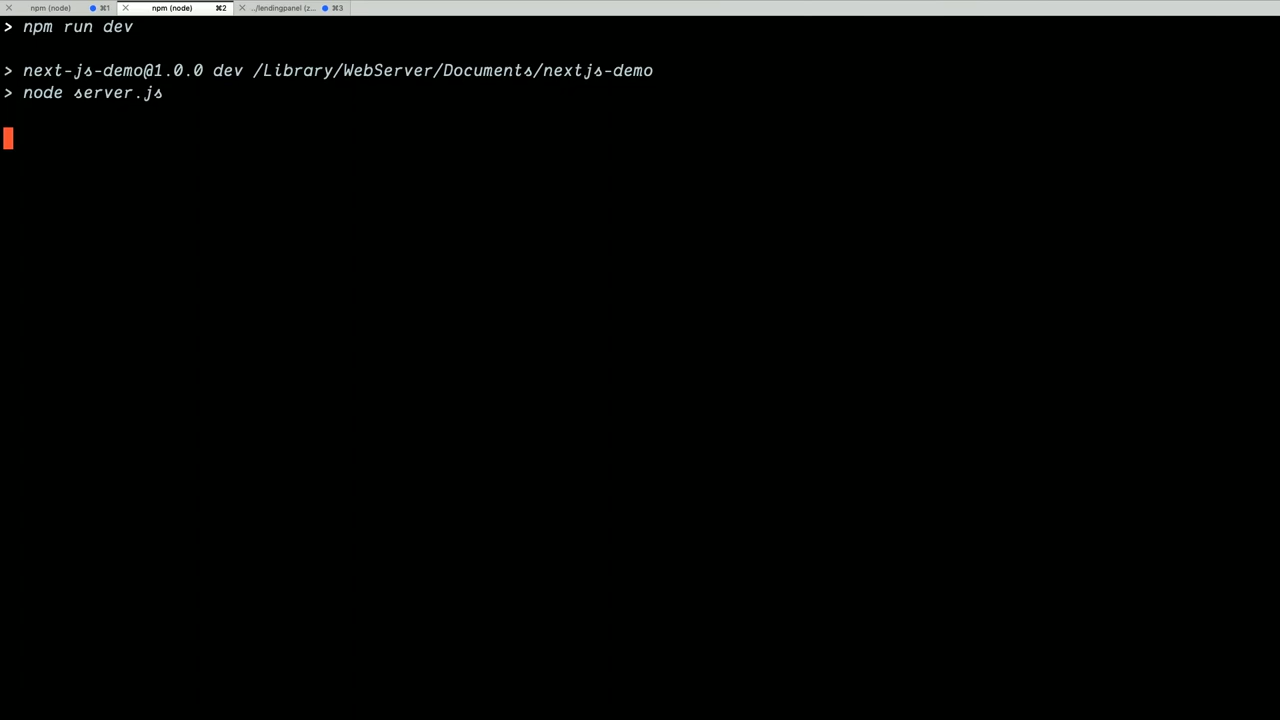 npm (node) ⌘1 npm (node) ⌘2 ../lendingpanel (z... ⌘3
> npm run dev
> next-js-demo@1.0.0 dev /Library/WebServer/Documents/nextjs-demo
> node server.js